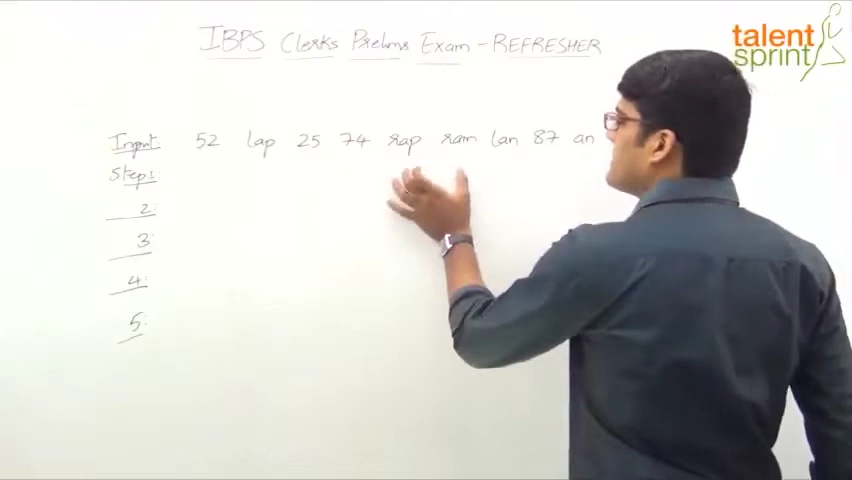 IBPS Clerks Prelims Exam - REFRESHER
talent
sprint
Input 52 lap 25 74 rap ram lan 87 an
Step 1:
2:
3:
4:
5: